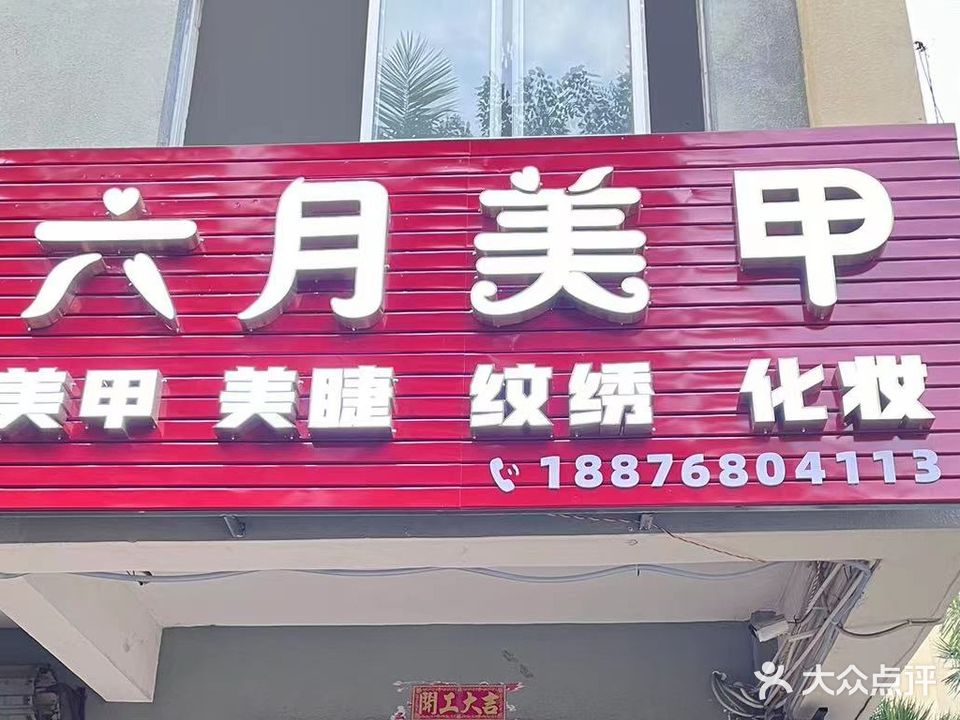 六月美甲
美甲 美睫 纹绣 化妆
18876804113
開工大吉
大众点评